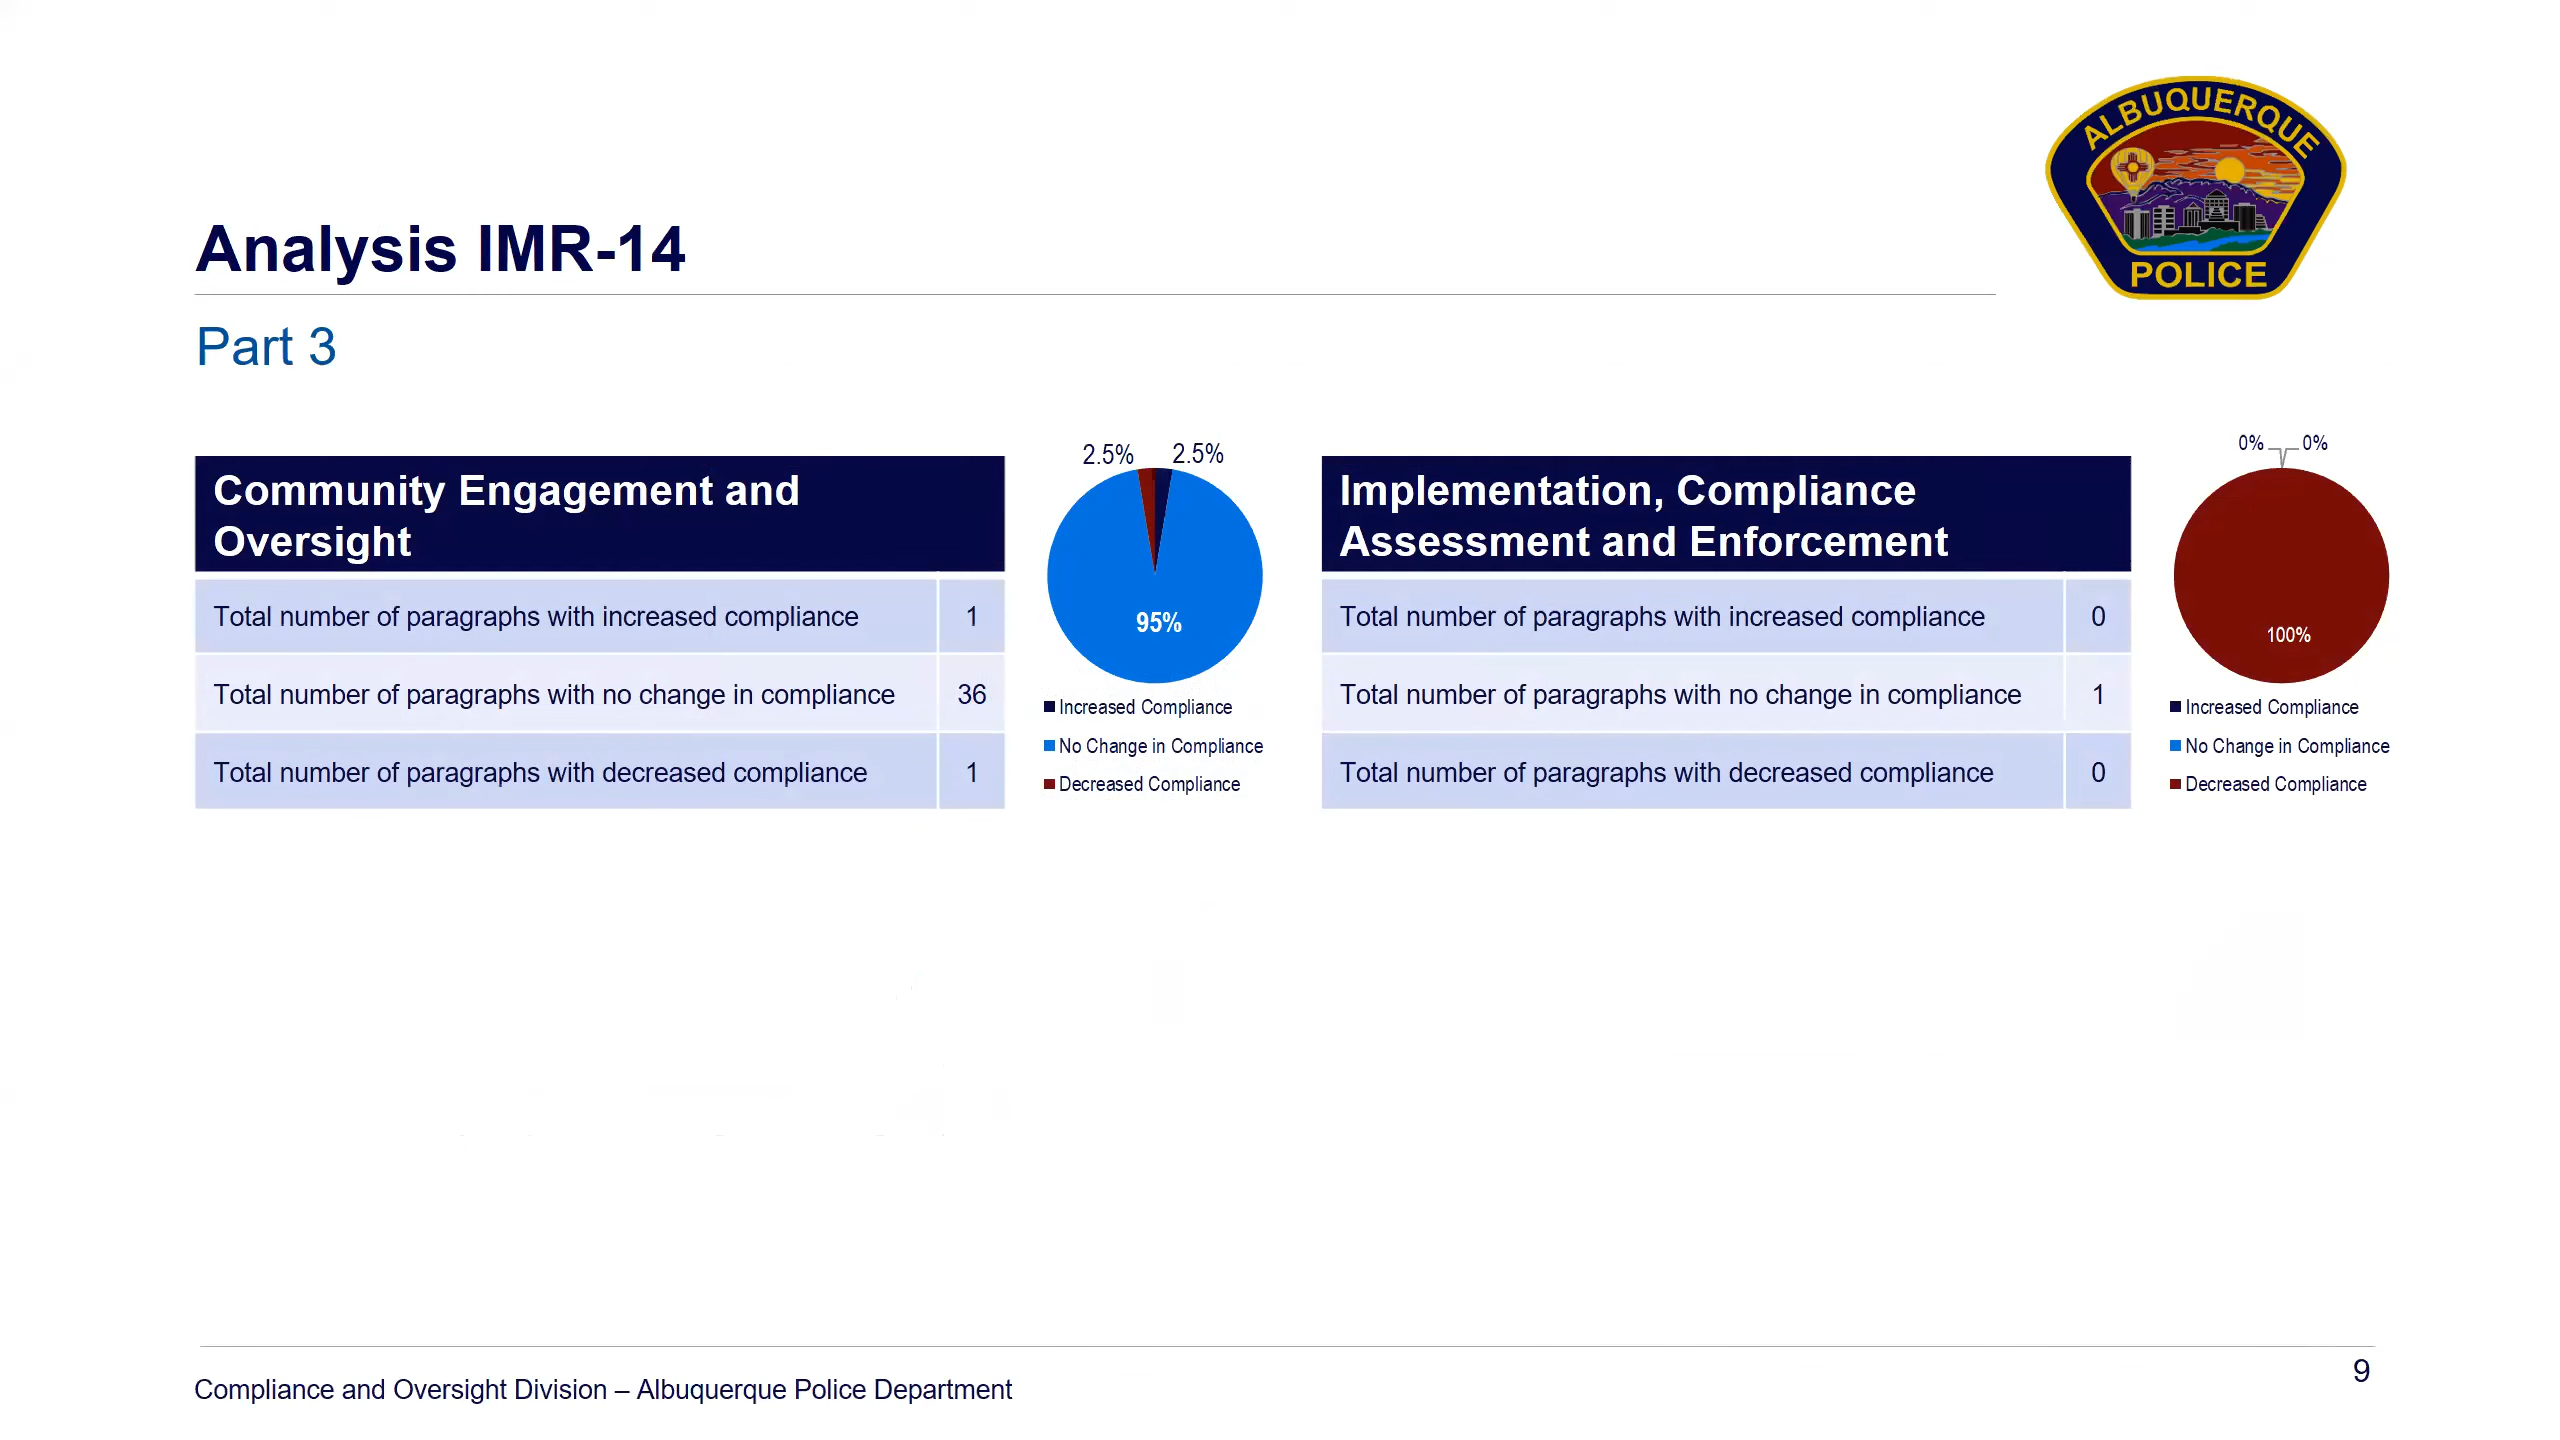 ALBUQUERQUE
POLICE
Analysis IMR-14
Part 3
Community Engagement and
Oversight
Total number of paragraphs with increased compliance 1
Total number of paragraphs with no change in compliance 36
Total number of paragraphs with decreased compliance 1
2.5% 2.5%
95%
Increased Compliance
No Change in Compliance
Decreased Compliance
Implementation, Compliance
Assessment and Enforcement
Total number of paragraphs with increased compliance 0
Total number of paragraphs with no change in compliance 1
Total number of paragraphs with decreased compliance 0
0% 0%
100%
Increased Compliance
No Change in Compliance
Decreased Compliance
Compliance and Oversight Division – Albuquerque Police Department
9